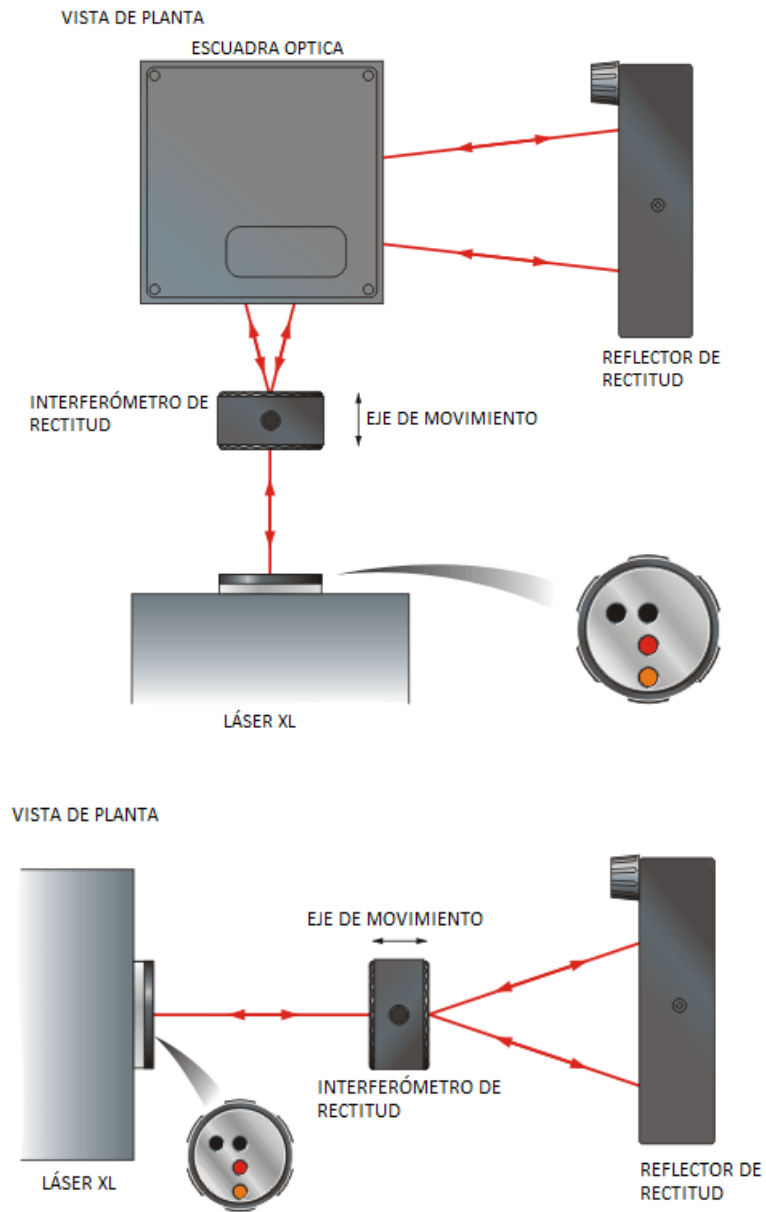 VISTA DE PLANTA
ESCUADRA OPTICA
REFLECTOR DE
RECTITUD
INTERFERÓMETRO DE
RECTITUD
EJE DE MOVIMIENTO
LÁSER XL
VISTA DE PLANTA
EJE DE MOVIMIENTO
INTERFERÓMETRO DE
RECTITUD
LÁSER XL
REFLECTOR DE
RECTITUD